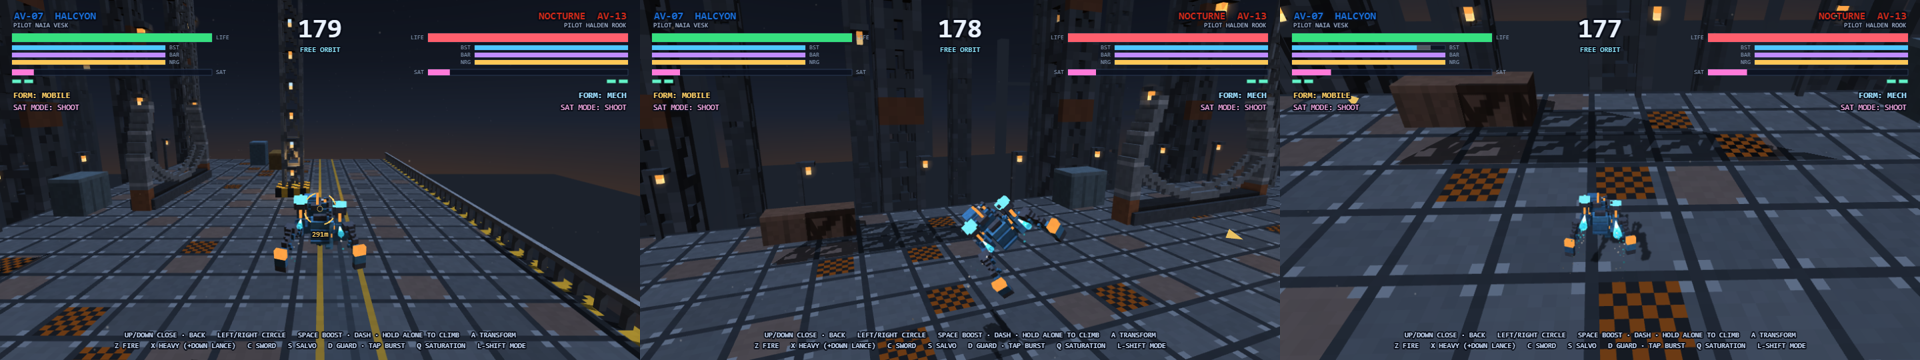 AV-07 HALCYON
PILOT NAIA VESK
179
FREE ORBIT
NOCTURNE AV-13
PILOT HALDEN ROOK
LIFE
LIFE
BST
BAR
NRG
BST
BAR
NRG
SAT
SAT
FORM: MOBILE
SAT MODE: SHOOT
FORM: MECH
SAT MODE: SHOOT
291m
UP/DOWN CLOSE · BACK LEFT/RIGHT CIRCLE SPACE BOOST · DASH · HOLD ALONE TO CLIMB A TRANSFORM
Z FIRE X HEAVY (+DOWN LANCE) C SWORD S SALVO D GUARD · TAP BURST Q SATURATION L-SHIFT MODE
AV-07 HALCYON
PILOT NAIA VESK
178
FREE ORBIT
NOCTURNE AV-13
PILOT HALDEN ROOK
LIFE
LIFE
BST
BAR
NRG
BST
BAR
NRG
SAT
SAT
FORM: MOBILE
SAT MODE: SHOOT
FORM: MECH
SAT MODE: SHOOT
UP/DOWN CLOSE · BACK LEFT/RIGHT CIRCLE SPACE BOOST · DASH · HOLD ALONE TO CLIMB A TRANSFORM
Z FIRE X HEAVY (+DOWN LANCE) C SWORD S SALVO D GUARD · TAP BURST Q SATURATION L-SHIFT MODE
AV-07 HALCYON
PILOT NAIA VESK
177
FREE ORBIT
NOCTURNE AV-13
PILOT HALDEN ROOK
LIFE
LIFE
BST
BAR
NRG
BST
BAR
NRG
SAT
SAT
FORM: MOBILE
SAT MODE: SHOOT
FORM: MECH
SAT MODE: SHOOT
UP/DOWN CLOSE · BACK LEFT/RIGHT CIRCLE SPACE BOOST · DASH · HOLD ALONE TO CLIMB A TRANSFORM
Z FIRE X HEAVY (+DOWN LANCE) C SWORD S SALVO D GUARD · TAP BURST Q SATURATION L-SHIFT MODE